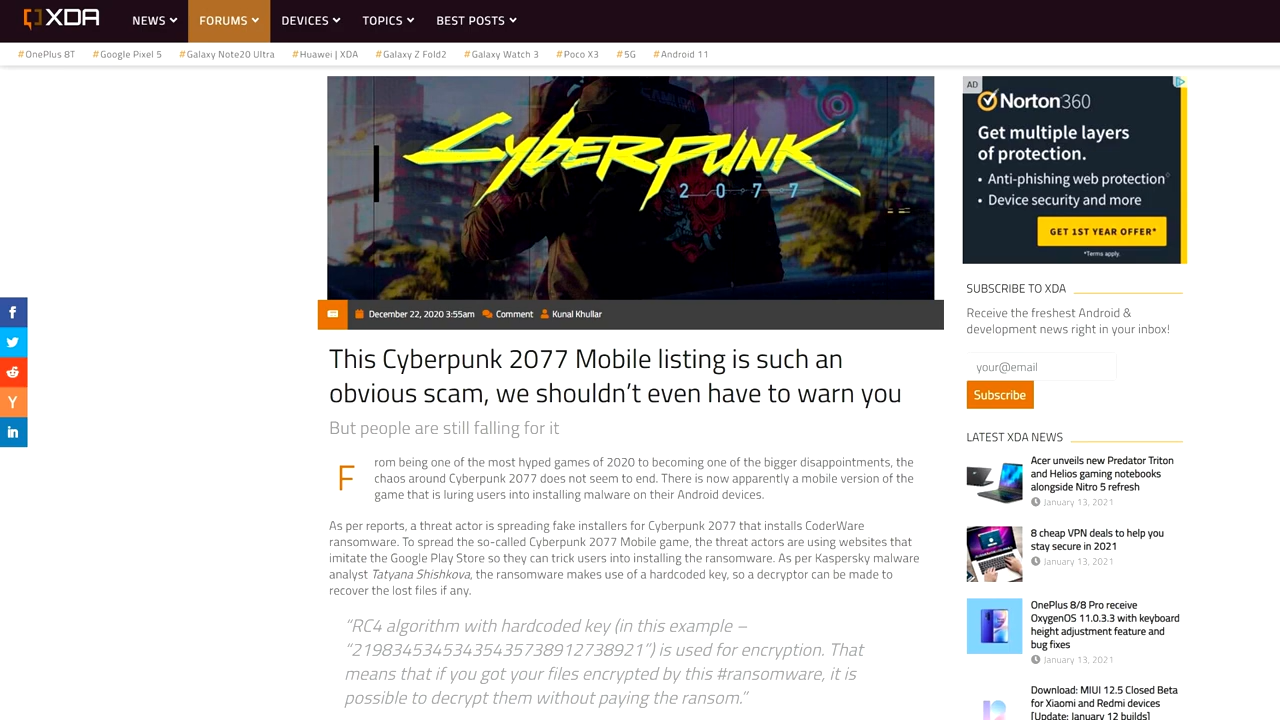 XDA NEWS FORUMS DEVICES TOPICS BEST POSTS
#OnePlus 8T #Google Pixel 5 #Galaxy Note20 Ultra #Huawei | XDA #Galaxy Z Fold2 #Galaxy Watch 3 #Poco X3 #5G #Android 11
CYBERPUNK
2077
December 22, 2020 3:55am Comment Kunal Khullar
This Cyberpunk 2077 Mobile listing is such an
obvious scam, we shouldn't even have to warn you
But people are still falling for it
From being one of the most hyped games of 2020 to becoming one of the bigger disappointments, the
chaos around Cyberpunk 2077 does not seem to end. There is now apparently a mobile version of the
game that is luring users into installing malware on their Android devices.
As per reports, a threat actor is spreading fake installers for Cyberpunk 2077 that installs CoderWare
ransomware. To spread the so-called Cyberpunk 2077 Mobile game, the threat actors are using websites that
imitate the Google Play Store so they can trick users into installing the ransomware. As per Kaspersky malware
analyst Tatyana Shishkova, the ransomware makes use of a hardcoded key, so a decryptor can be made to
recover the lost files if any.
"RC4 algorithm with hardcoded key (in this example –
"21983453453435435738912738921") is used for encryption. That
means that if you got your files encrypted by this #ransomware, it is
possible to decrypt them without paying the ransom."
AD
Norton360
Get multiple layers
of protection.
• Anti-phishing web protection◊
• Device security and more
GET 1ST YEAR OFFER*
*Terms apply.
SUBSCRIBE TO XDA
Receive the freshest Android &
development news right in your inbox!
your@email
Subscribe
LATEST XDA NEWS
Acer unveils new Predator Triton
and Helios gaming notebooks
alongside Nitro 5 refresh
January 13, 2021
8 cheap VPN deals to help you
stay secure in 2021
January 13, 2021
OnePlus 8/8 Pro receive
OxygenOS 11.0.3.3 with keyboard
height adjustment feature and
bug fixes
January 13, 2021
Download: MIUI 12.5 Closed Beta
for Xiaomi and Redmi devices
[Update: January 12 builds]